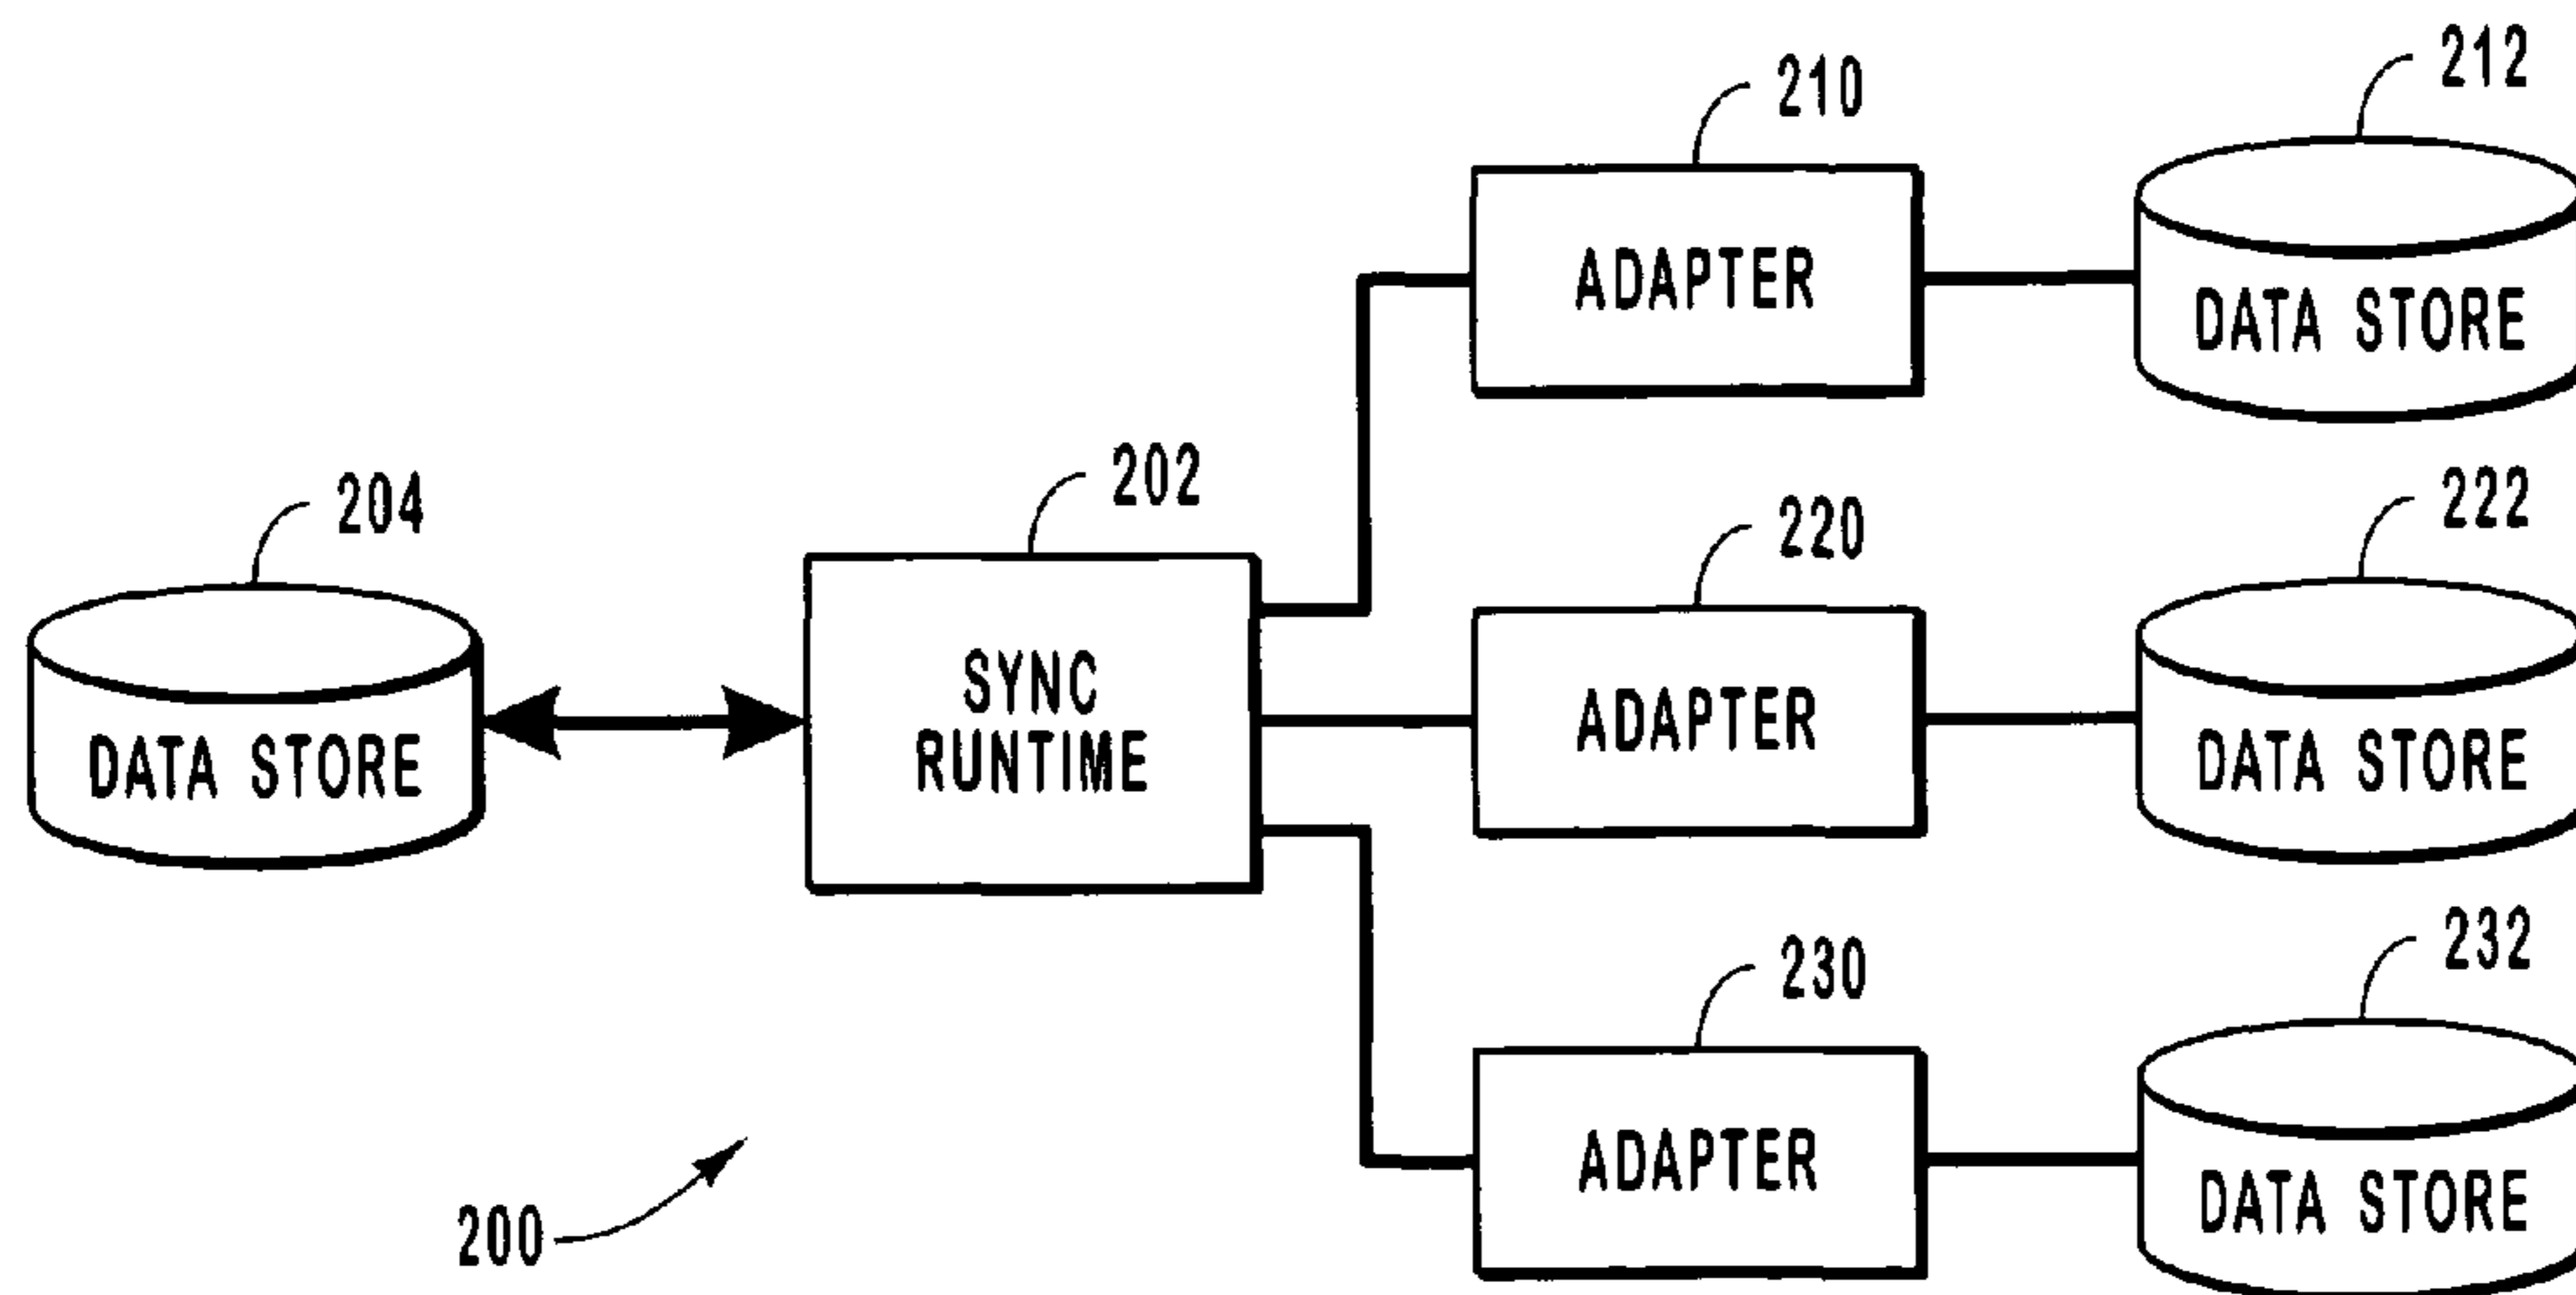 212
210
ADAPTER
DATA STORE
204
202
222
220
SYNC
RUNTIME
DATA STORE
ADAPTER
DATA STORE
232
230
ADAPTER
DATA STORE
200